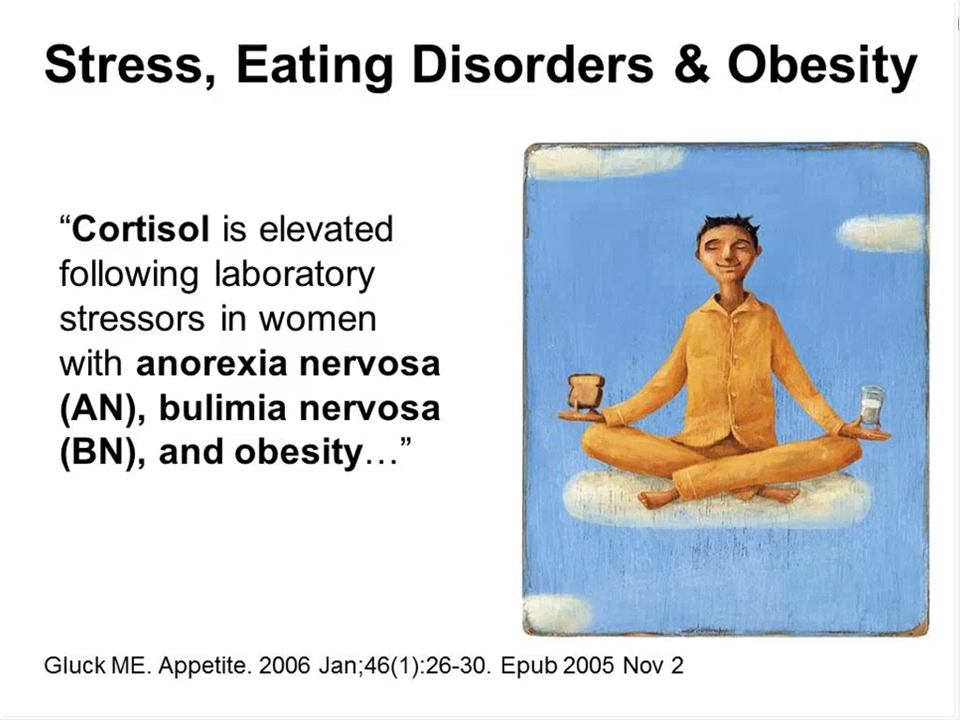 Stress, Eating Disorders & Obesity
“Cortisol is elevated
following laboratory
stressors in women
with anorexia nervosa
(AN), bulimia nervosa
(BN), and obesity…”
Gluck ME. Appetite. 2006 Jan;46(1):26-30. Epub 2005 Nov 2